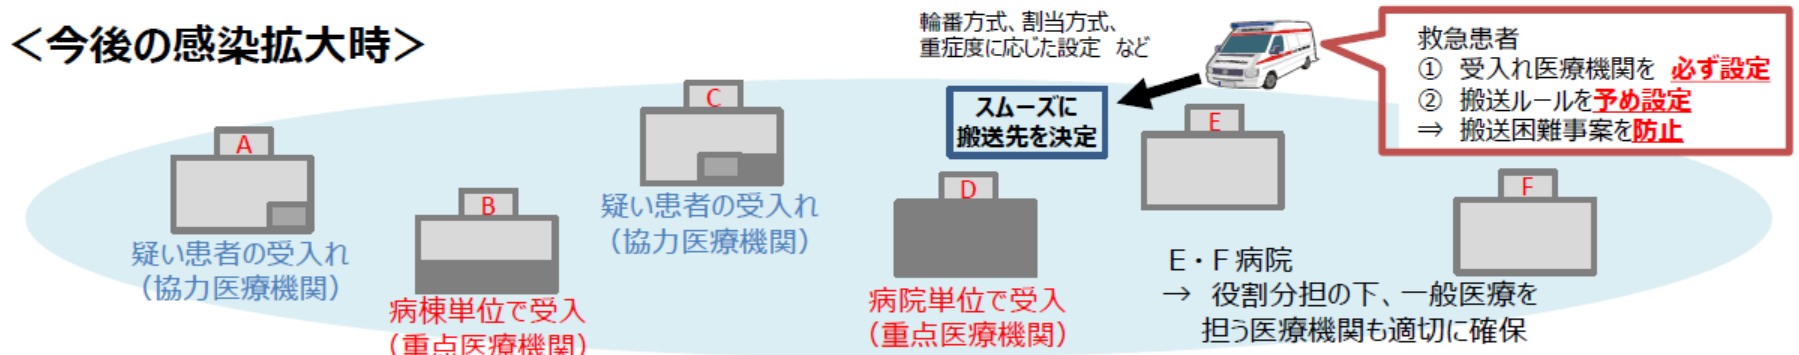 ＜今後の感染拡大時＞
輪番方式、割当方式、
重症度に応じた設定　など
救急患者
①　受入れ医療機関を　必ず設定
②　搬送ルールを予め設定
⇒　搬送困難事案を防止
スムーズに
搬送先を決定
A
疑い患者の受入れ
（協力医療機関）
B
病棟単位で受入
（重点医療機関）
C
疑い患者の受入れ
（協力医療機関）
D
病院単位で受入
（重点医療機関）
E
F
E・F 病院
→　役割分担の下、一般医療を
担う医療機関も適切に確保